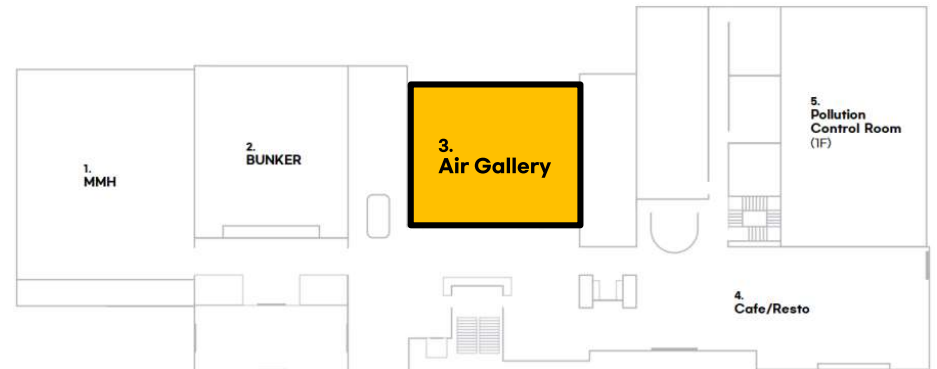 1.
MMH
2.
BUNKER
3.
Air Gallery
4.
Cafe/Resto
5.
Pollution
Control Room
(1F)